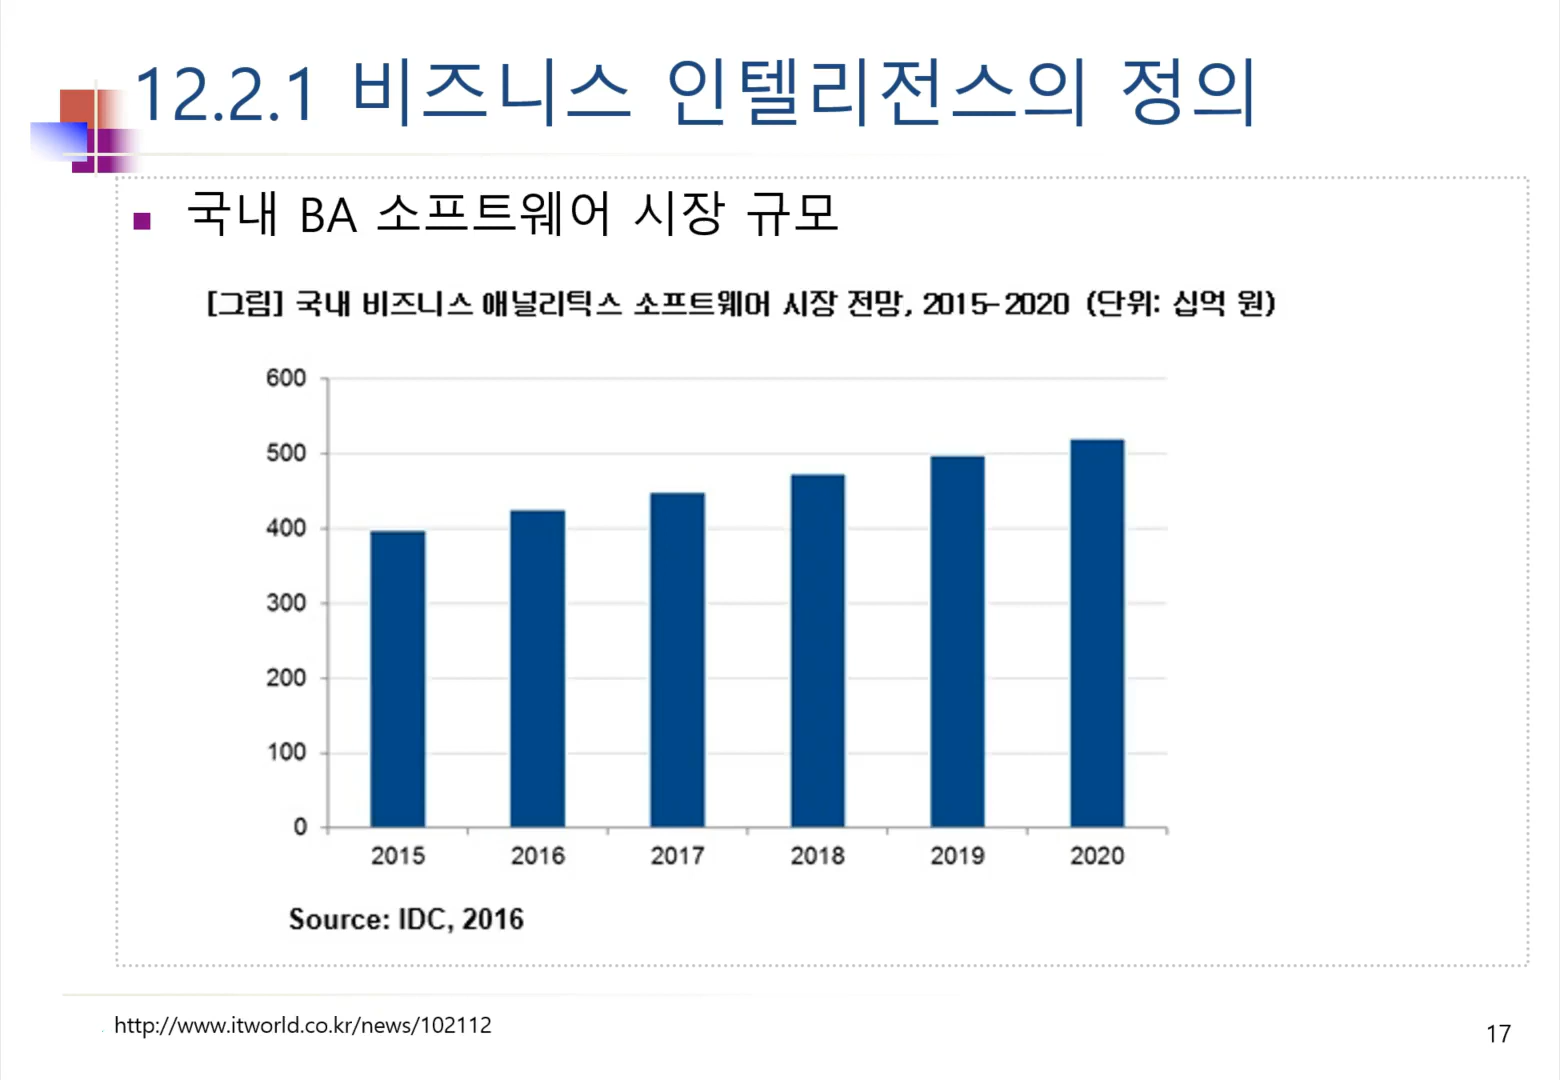 12.2.1 비즈니스 인텔리전스의 정의
국내 BA 소프트웨어 시장 규모
[그림] 국내 비즈니스 애널리틱스 소프트웨어 시장 전망, 2015-2020 (단위: 십억 원)
600
500
400
300
200
100
0
2015 2016 2017 2018 2019 2020
Source: IDC, 2016
http://www.itworld.co.kr/news/102112
17